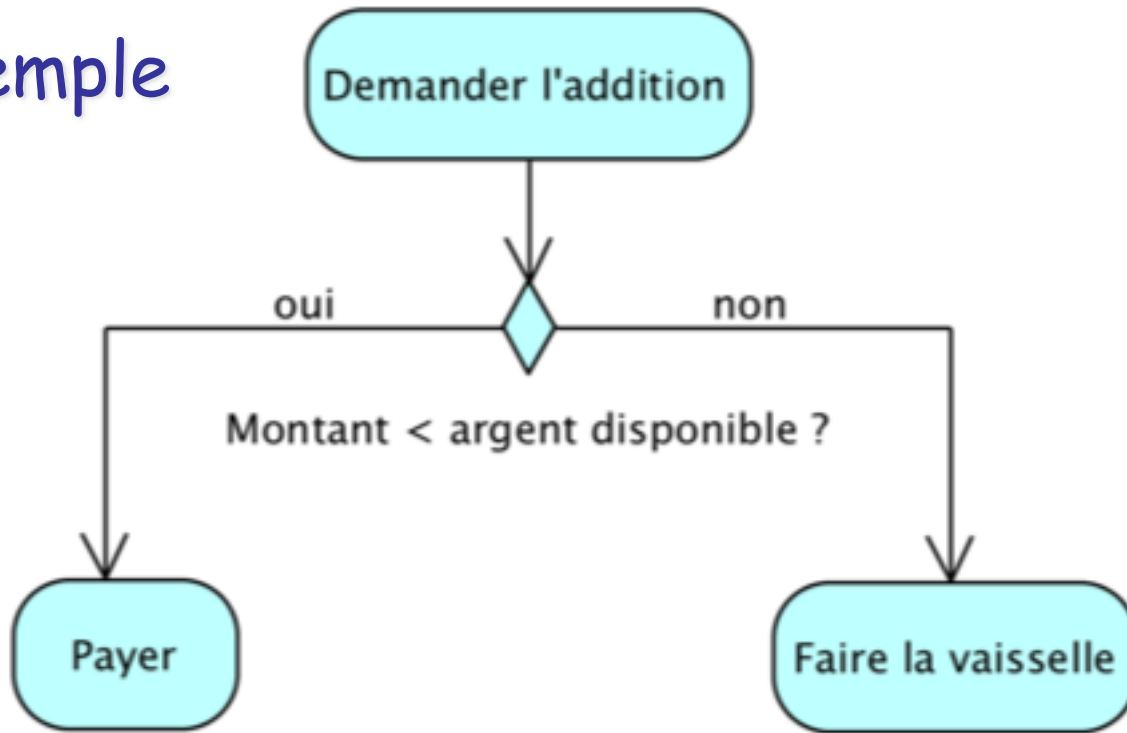 emple
Demander l'addition
oui
non
Montant < argent disponible ?
Payer
Faire la vaisselle